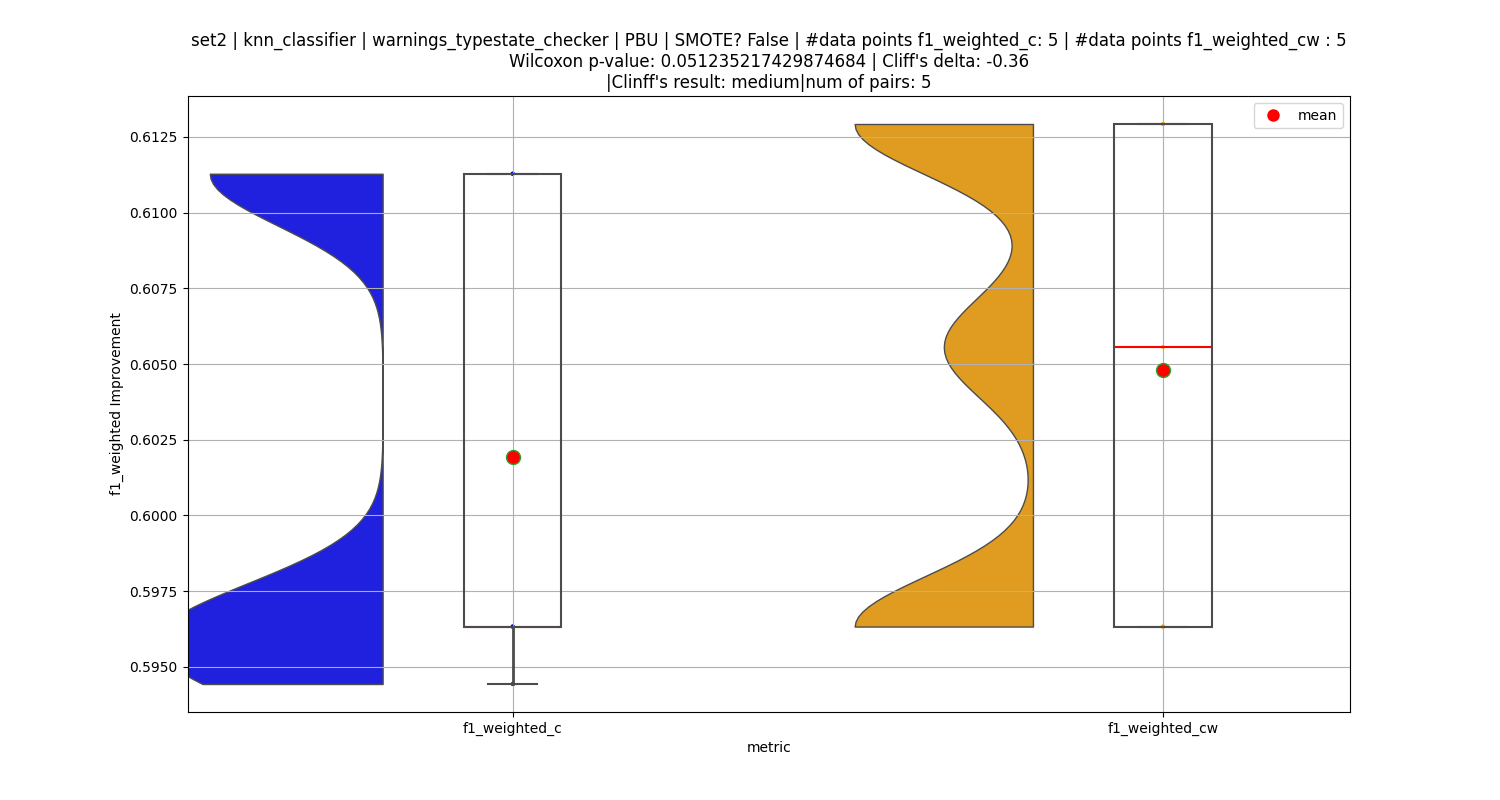 set2 | knn_classifier | warnings_typestate_checker | PBU | SMOTE? False | #data points f1_weighted_c: 5 | #data points f1_weighted_cw : 5
Wilcoxon p-value: 0.051235217429874684 | Cliff's delta: -0.36
|Clinff's result: medium|num of pairs: 5
mean
0.6125
0.6100
0.6075
0.6050
0.6025
0.6000
0.5975
0.5950
f1_weighted Improvement
f1_weighted_c
f1_weighted_cw
metric